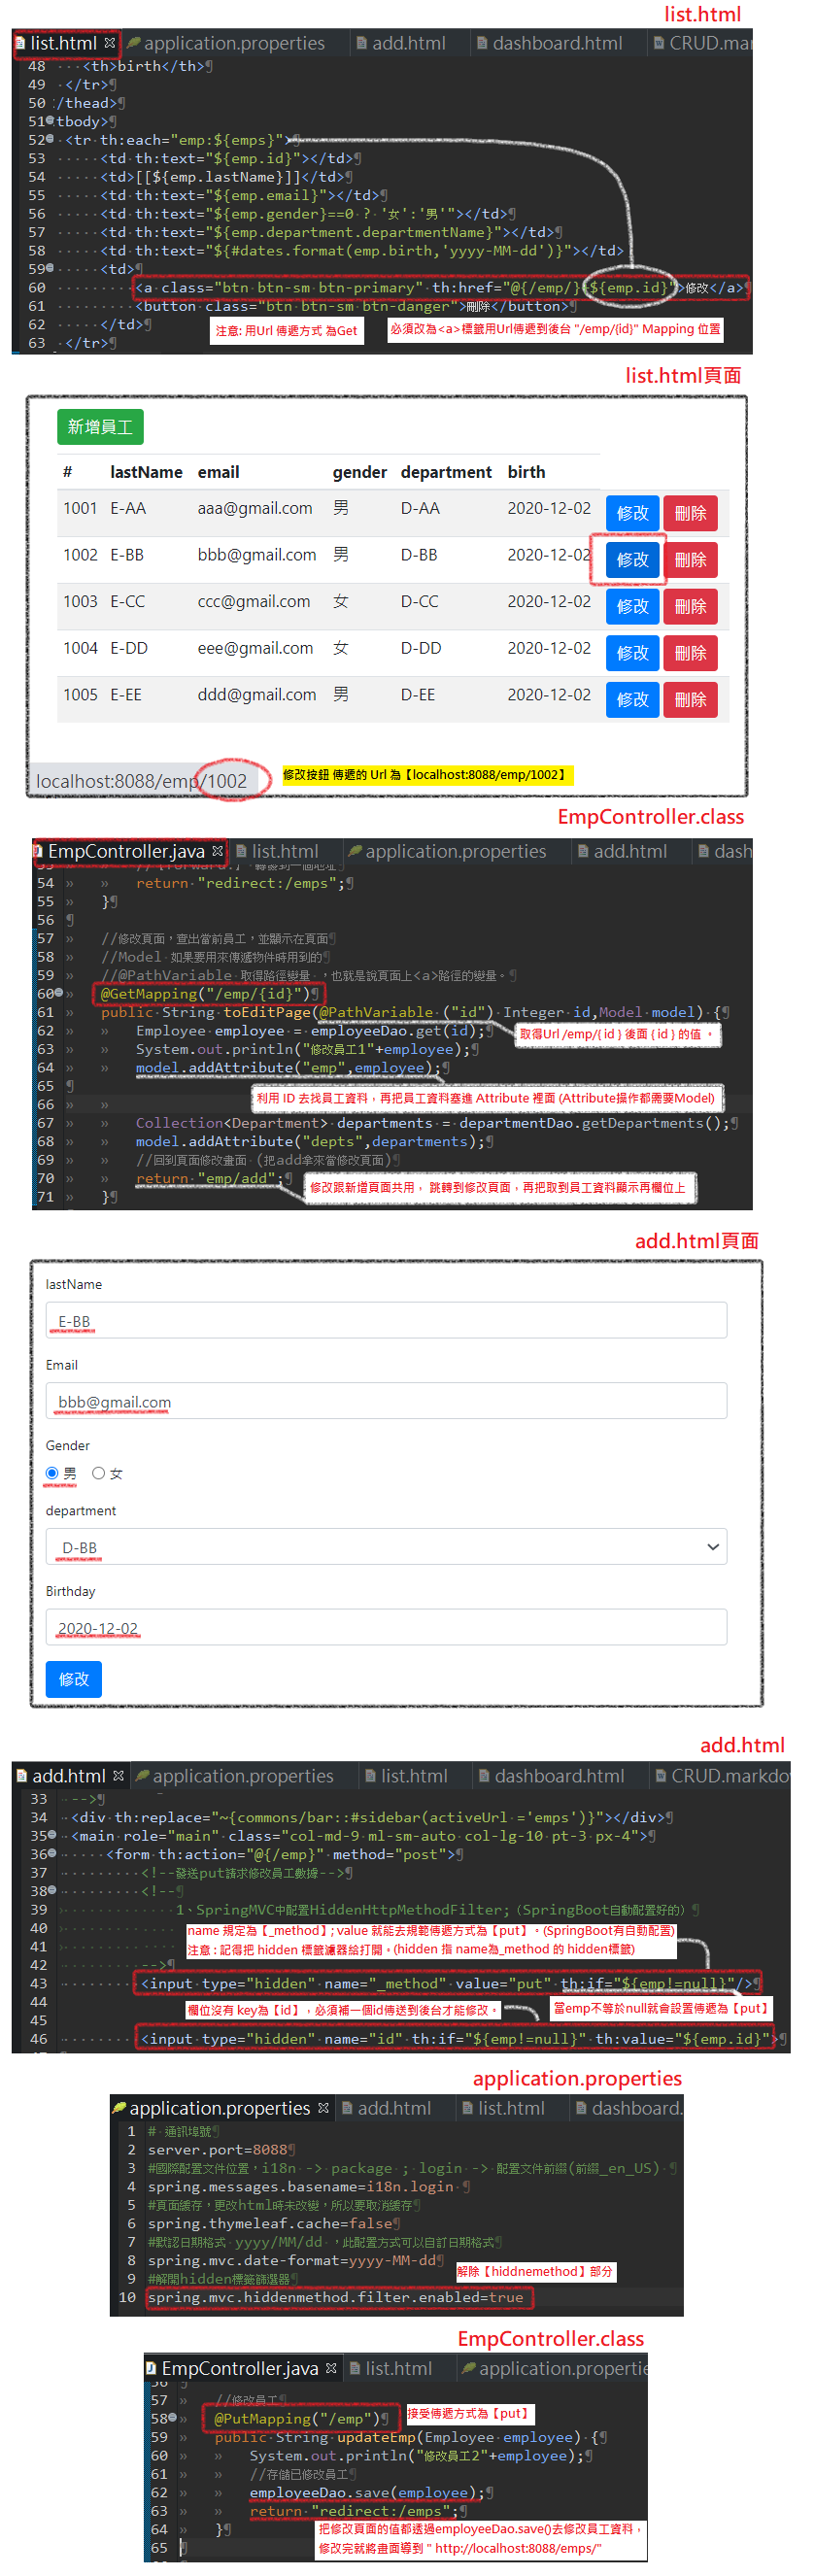 list.html
list.html application.properties add.html dashboard.html CRUD.mar
48 <th>birth</th>
49 </tr>
50 /thead>
51 tbody>
52 <tr th:each="emp:${emps}">
53 <td th:text="${emp.id}"></td>
54 <td>[[${emp.lastName}]]</td>
55 <td th:text="${emp.email}"></td>
56 <td th:text="${emp.gender}==0 ? '女':'男'"></td>
57 <td th:text="${emp.department.departmentName}"></td>
58 <td th:text="${#dates.format(emp.birth,'yyyy-MM-dd')}"></td>
59 <td>
60 <a class="btn btn-sm btn-primary" th:href="@{/emp/}+${emp.id}">修改</a>
61 <button class="btn btn-sm btn-danger">刪除</button>
62 </td>
63 </tr>
注意: 用Url 傳遞方式 為Get
必須改為<a>標籤用Url傳遞到後台 "/emp/{id}" Mapping 位置
list.html頁面
新增員工
# lastName email gender department birth
1001 E-AA aaa@gmail.com 男 D-AA 2020-12-02 修改 刪除
1002 E-BB bbb@gmail.com 男 D-BB 2020-12-02 修改 刪除
1003 E-CC ccc@gmail.com 女 D-CC 2020-12-02 修改 刪除
1004 E-DD eee@gmail.com 女 D-DD 2020-12-02 修改 刪除
1005 E-EE ddd@gmail.com 男 D-EE 2020-12-02 修改 刪除
localhost:8088/emp/1002
修改按鈕 傳遞的 Url 為【localhost:8088/emp/1002】
EmpController.class
EmpController.java list.html application.properties add.html dash
54 return "redirect:/emps";
55 }
56
57 //修改頁面，查出當前員工，並顯示在頁面
58 //Model 如果要用來傳遞物件時用到的
59 //@PathVariable 取得路徑變量 ，也就是說頁面上<a>路徑的變量。
60 @GetMapping("/emp/{id}")
61 public String toEditPage(@PathVariable ("id") Integer id,Model model) {
62 Employee employee = employeeDao.get(id);
63 System.out.println("修改員工1"+employee);
64 model.addAttribute("emp",employee);
65
66
67 Collection<Department> departments = departmentDao.getDepartments();
68 model.addAttribute("depts",departments);
69 //回到頁面修改畫面 (把add拿來當修改頁面)
70 return "emp/add";
71 }
取得Url /emp/{ id } 後面 { id } 的值 。
利用 ID 去找員工資料，再把員工資料塞進 Attribute 裡面 (Attribute操作都需要Model)
修改跟新增頁面共用， 跳轉到修改頁面，再把取到員工資料顯示再欄位上
add.html頁面
lastName
E-BB
Email
bbb@gmail.com
Gender
男 女
department
D-BB
Birthday
2020-12-02
修改
add.html
add.html application.properties list.html dashboard.html CRUD.markdow
33 -->
34 <div th:replace="~{commons/bar::#sidebar(activeUrl ='emps')}"></div>
35 <main role="main" class="col-md-9 ml-sm-auto col-lg-10 pt-3 px-4">
36 <form th:action="@{/emp}" method="post">
37 <!--發送put請求修改員工數據-->
38 <!--
39 1、SpringMVC中配置HiddenHttpMethodFilter;（SpringBoot自動配置好的）
40
41
42 -->
43 <input type="hidden" name="_method" value="put" th:if="${emp!=null}"/>
44
45
46 <input type="hidden" name="id" th:if="${emp!=null}" th:value="${emp.id}">
name 規定為【_method】; value 就能去規範傳遞方式為【put】。(SpringBoot有自動配置)
注意 : 記得把 hidden 標籤濾器給打開。(hidden 指 name為_method 的 hidden標籤)
欄位沒有 key為【id】，必須補一個id傳送到後台才能修改。
當emp不等於null就會設置傳遞為【put】
application.properties
application.properties add.html list.html dashboard.
1 # 通訊埠號
2 server.port=8088
3 #國際配置文件位置，i18n -> package ; login -> 配置文件前綴(前綴_en_US)
4 spring.messages.basename=i18n.login
5 #頁面緩存，更改html時未改變，所以要取消緩存
6 spring.thymeleaf.cache=false
7 #默認日期格式 yyyy/MM/dd ，此配置方式可以自訂日期格式
8 spring.mvc.date-format=yyyy-MM-dd
9 #解開hidden標籤篩選器
10 spring.mvc.hiddenmethod.filter.enabled=true
解除【hiddnemethod】部分
EmpController.class
EmpController.java list.html application.propertie
57 //修改員工
58 @PutMapping("/emp")
59 public String updateEmp(Employee employee) {
60 System.out.println("修改員工2"+employee);
61 //存儲已修改員工
62 employeeDao.save(employee);
63 return "redirect:/emps";
64 }
65
接受傳遞方式為【put】
把修改頁面的值都透過employeeDao.save()去修改員工資料，
修改完就將畫面導到 " http://localhost:8088/emps/"